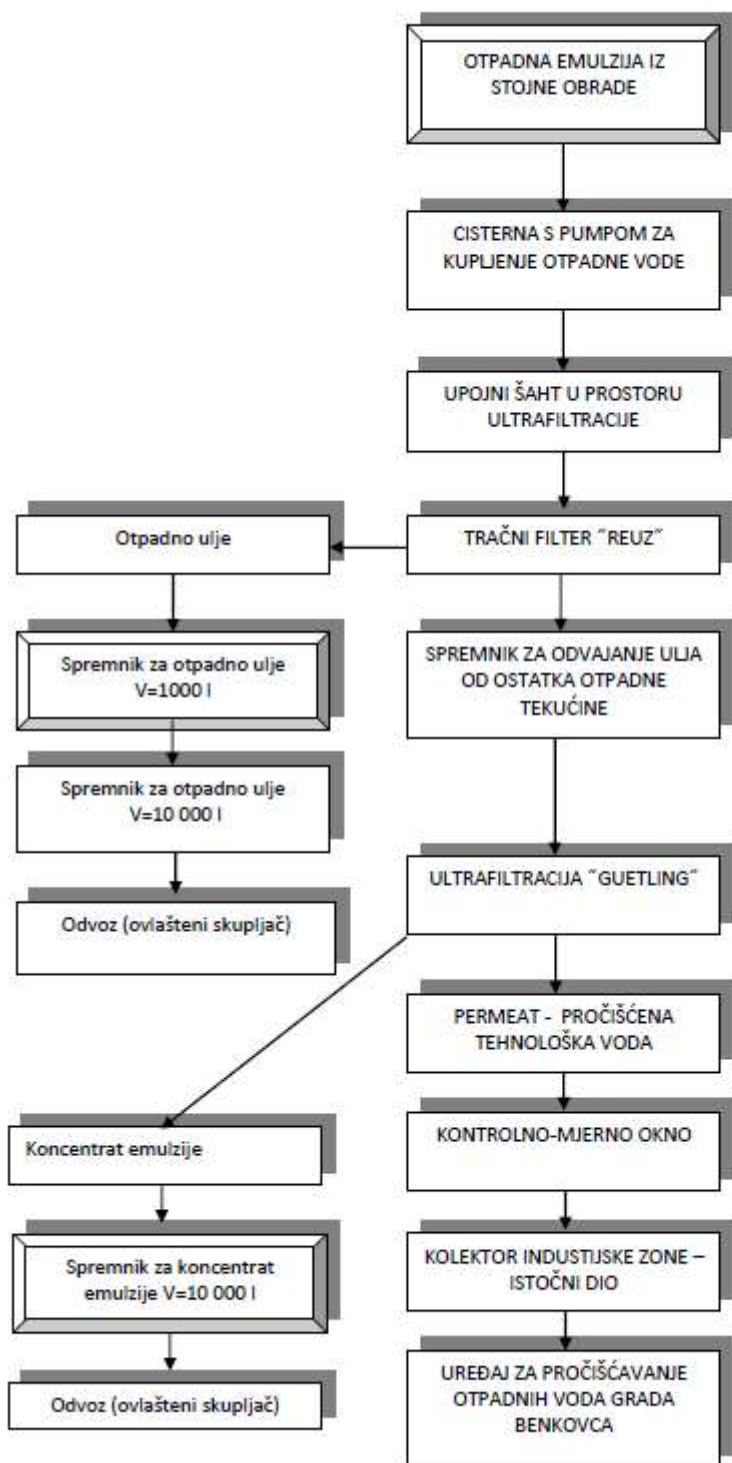 OTPADNA EMULZIJA IZ
STOJNE OBRADE
CISTERNA S PUMPOM ZA
KUPLJENJE OTPADNE VODE
UPOJNI ŠAHT U PROSTORU
ULTRAFILTRACIJE
TRAČNI FILTER ˝REUZ˝
Otpadno ulje
Spremnik za otpadno ulje
V=1000 l
Spremnik za otpadno ulje
V=10 000 l
Odvoz (ovlašteni skupljač)
SPREMNIK ZA ODVAJANJE ULJA
OD OSTATKA OTPADNE
TEKUĆINE
ULTRAFILTRACIJA ˝GUETLING˝
PERMEAT - PROČIŠĆENA
TEHNOLOŠKA VODA
KONTROLNO-MJERNO OKNO
KOLEKTOR INDUSTIJSKE ZONE –
ISTOČNI DIO
UREĐAJ ZA PROČIŠĆAVANJE
OTPADNIH VODA GRADA
BENKOVCA
Koncentrat emulzije
Spremnik za koncentrat
emulzije V=10 000 l
Odvoz (ovlašteni skupljač)